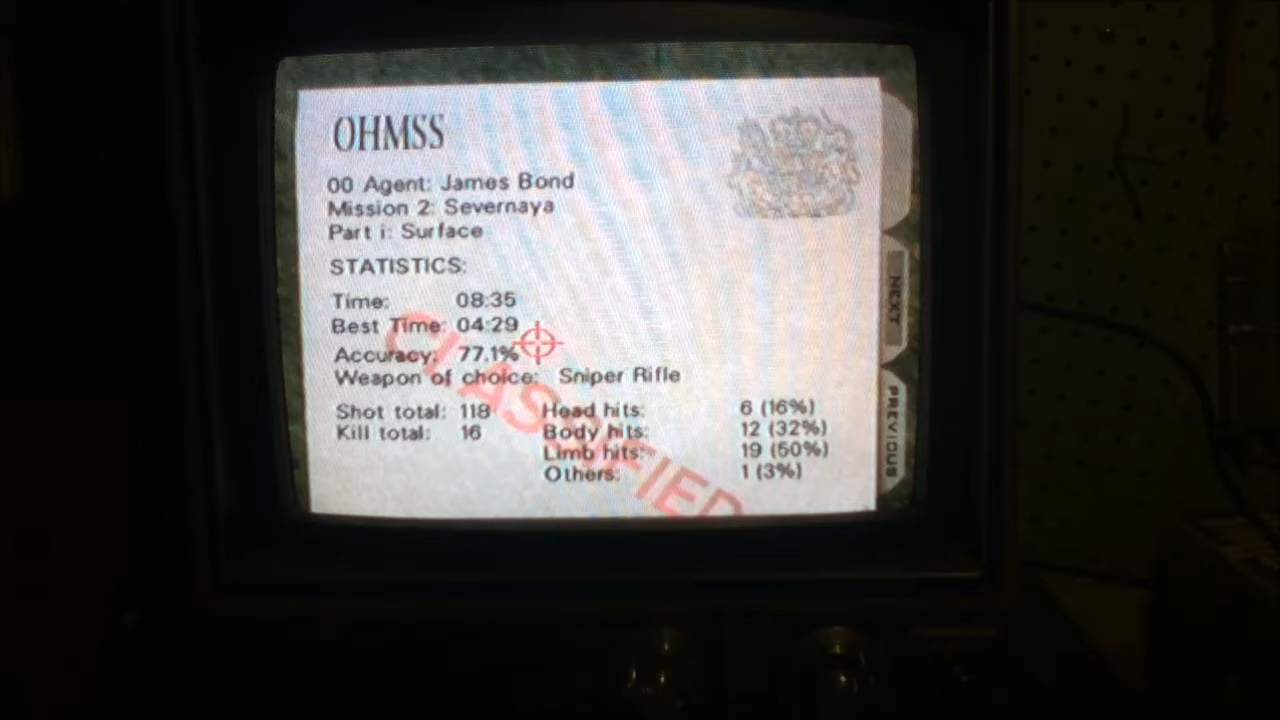 OHMSS
00 Agent: James Bond
Mission 2: Severnaya
Part i: Surface
STATISTICS:
Time: 08:35
Best Time: 04:29
Accuracy: 77.1%
Weapon of choice: Sniper Rifle
Shot total: 118
Kill total: 16
Head hits: 6 (16%)
Body hits: 12 (32%)
Limb hits: 19 (50%)
Others: 1 (3%)
CLASSIFIED
NEXT
PREVIOUS